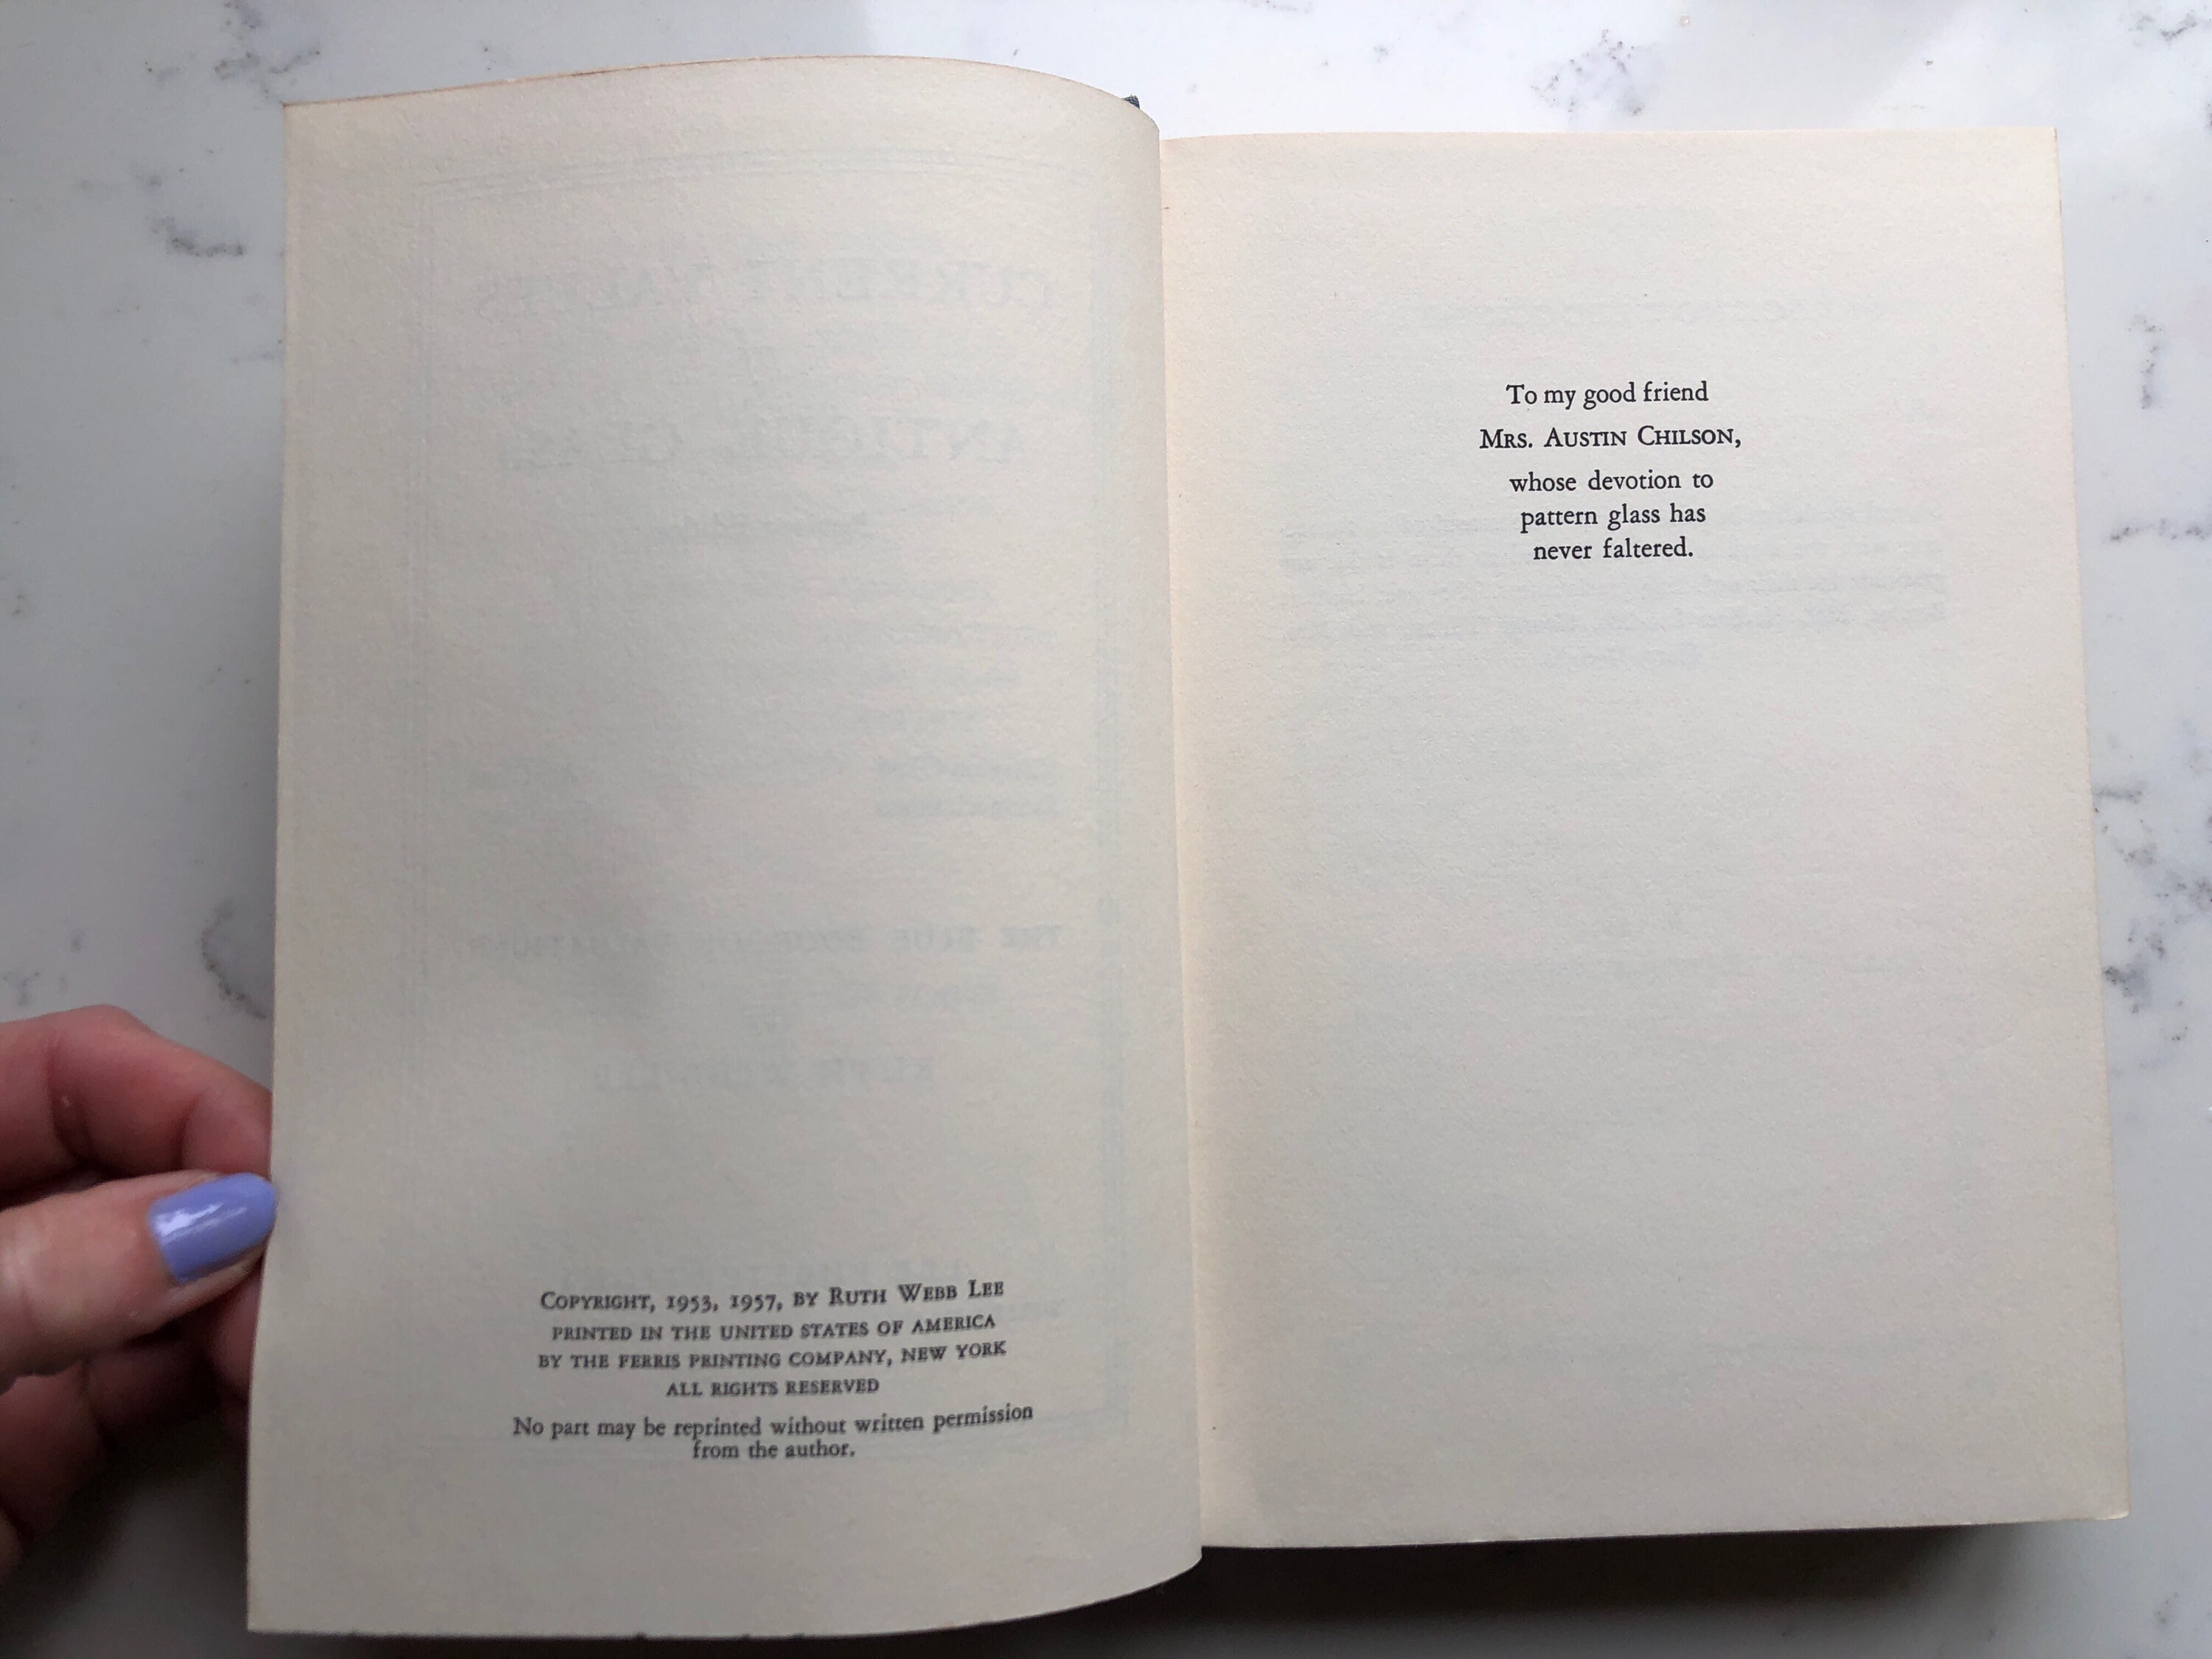 COPYRIGHT, 1953, 1957, BY RUTH WEBB LEE
PRINTED IN THE UNITED STATES OF AMERICA
BY THE FERRIS PRINTING COMPANY, NEW YORK
ALL RIGHTS RESERVED
No part may be reprinted without written permission
from the author.
To my good friend
MRS. AUSTIN CHILSON,
whose devotion to
pattern glass has
never faltered.